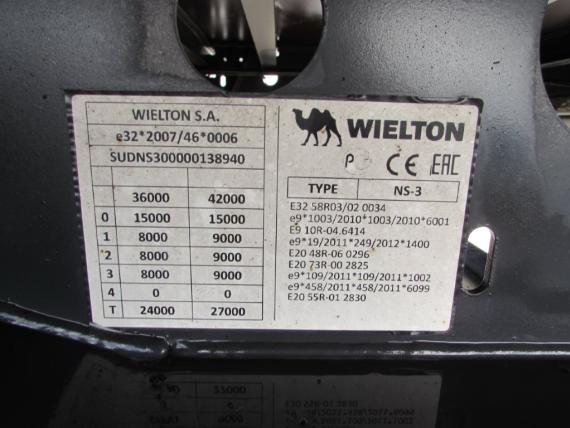 WIELTON S.A.
e32*2007/46*0006
SUDNS300000138940
36000 42000
0 15000 15000
1 8000 9000
2 8000 9000
3 8000 9000
4 0 0
T 24000 27000
WIELTON
P CE EAC
TYPE NS-3
E32 58R03/02 0034
e9*1003/2010*1003/2010*6001
E9 10R-04.6414
e9*19/2011*249/2012*1400
E20 48R-06 0296
E20 73R-00 2825
e9*109/2011*109/2011*1002
e9*458/2011*458/2011*6099
E20 55R-01 2830